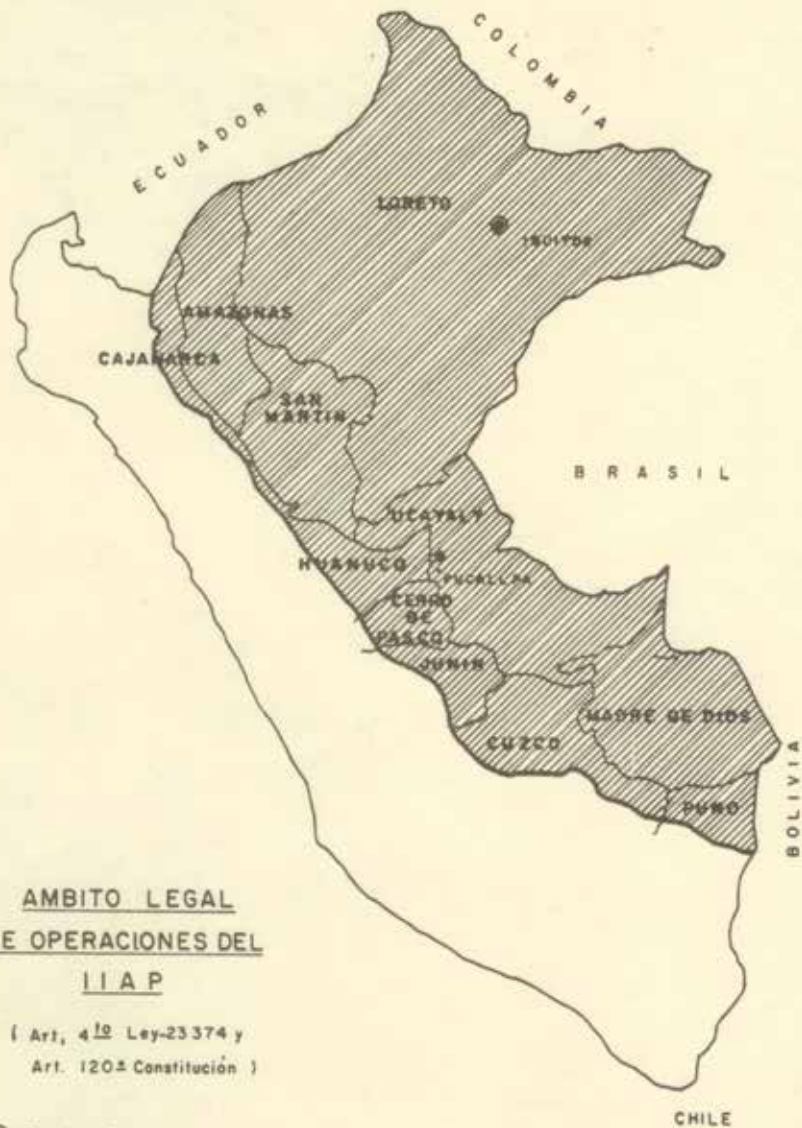 COLOMBIA
ECUADOR
LORETO
IQUITOS
AMAZONAS
CAJAMARCA
SAN
MARTIN
BRASIL
UCAYALY
HUANUCO
PUCALLPA
CERRO
DE
PASCO
JUNIN
MADRE DE DIOS
CUZCO
PUNO
BOLIVIA
AMBITO LEGAL
E OPERACIONES DEL
IIAP
( Art, 4to Ley-23374 y
Art. 120º Constitución )
CHILE